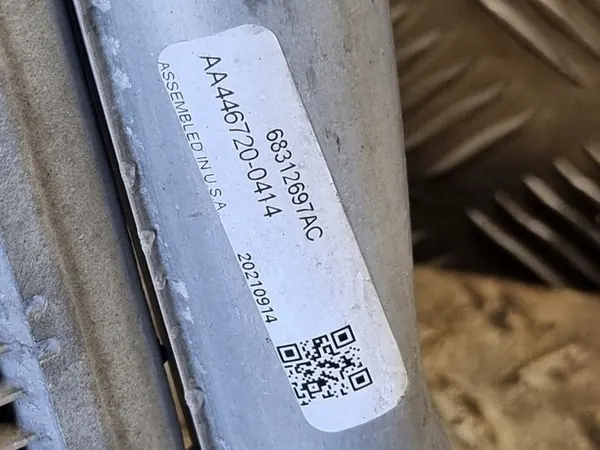 68312697AC
AA446720-0414
ASSEMBLED IN U.S.A
20210914